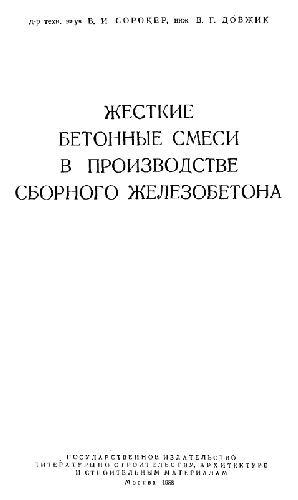 д-р техн. наук В. И. СОРОКЕР, инж. В. Г. ДОВЖИК
ЖЕСТКИЕ
БЕТОННЫЕ СМЕСИ
В ПРОИЗВОДСТВЕ
СБОРНОГО ЖЕЛЕЗОБЕТОНА
ГОСУДАРСТВЕННОЕ ИЗДАТЕЛЬСТВО
ЛИТЕРАТУРЫ ПО СТРОИТЕЛЬСТВУ, АРХИТЕКТУРЕ
И СТРОИТЕЛЬНЫМ МАТЕРИАЛАМ
Москва